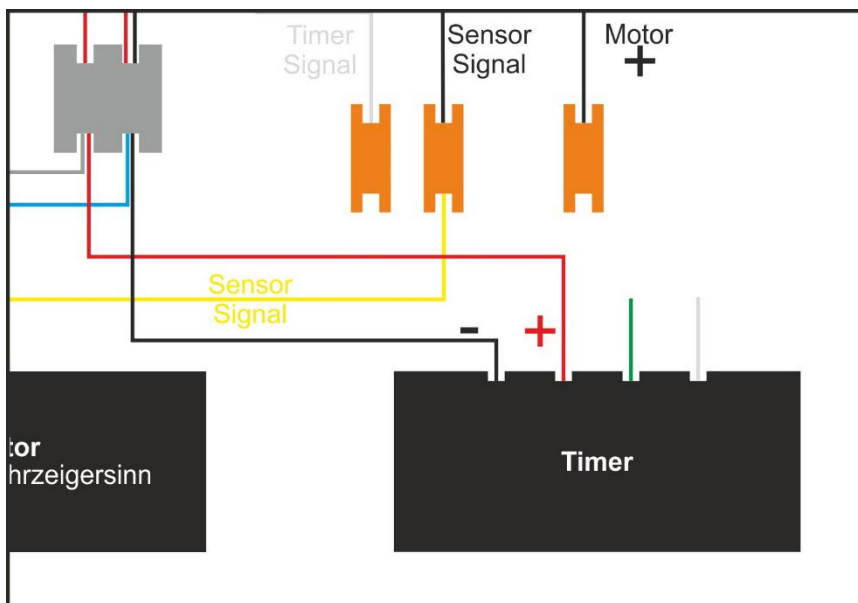 Timer
Signal
Sensor
Signal
Motor
+
Sensor
Signal
-
+
tor
hrzeigersinn
Timer